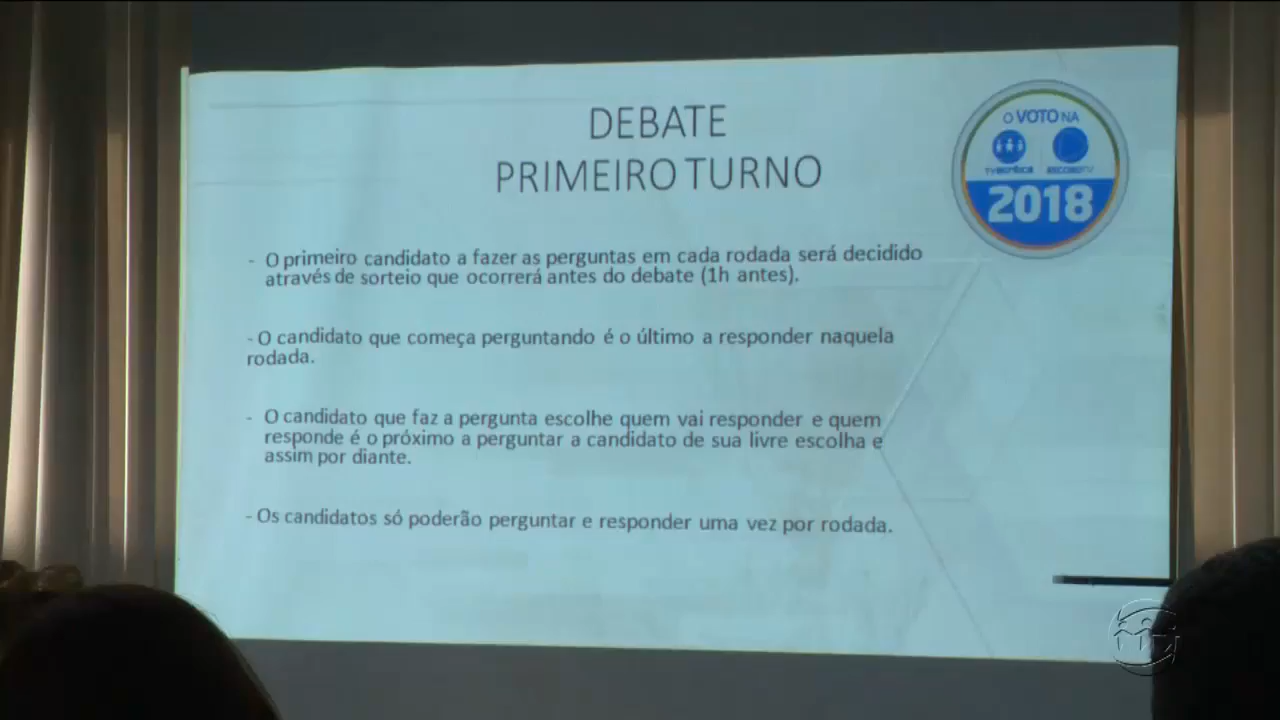 DEBATE
PRIMEIRO TURNO
O VOTO NA
2018
- O primeiro candidato a fazer as perguntas em cada rodada será decidido
através de sorteio que ocorrerá antes do debate (1h antes).
- O candidato que começa perguntando é o último a responder naquela
rodada.
- O candidato que faz a pergunta escolhe quem vai responder e quem
responde é o próximo a perguntar a candidato de sua livre escolha e
assim por diante.
- Os candidatos só poderão perguntar e responder uma vez por rodada.